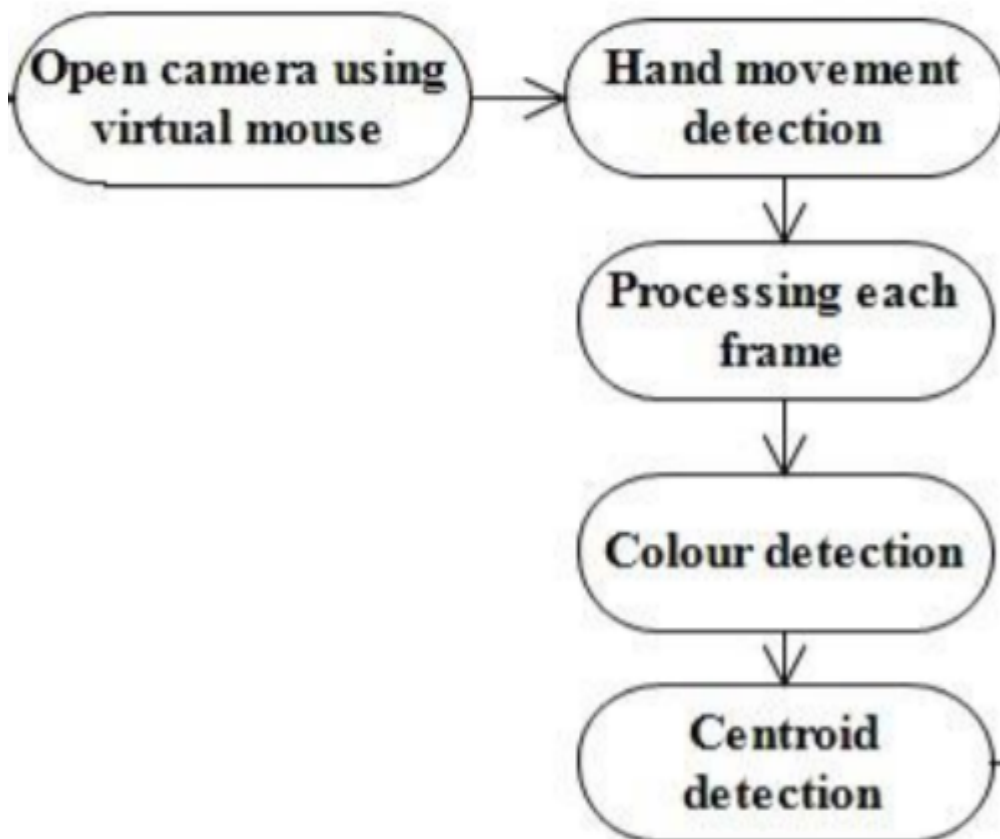 Open camera using
virtual mouse
Hand movement
detection
Processing each
frame
Colour detection
Centroid
detection